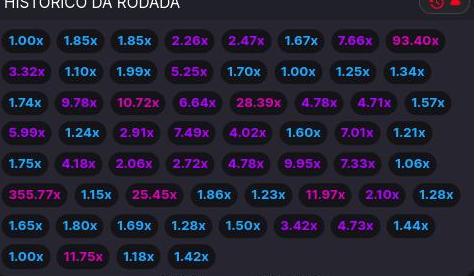 HISTÓRICO DA RODADA
1.00x 1.85x 1.85x 2.26x 2.47x 1.67x 7.66x 93.40x
3.32x 1.10x 1.99x 5.25x 1.70x 1.00x 1.25x 1.34x
1.74x 9.78x 10.72x 6.64x 28.39x 4.78x 4.71x 1.57x
5.99x 1.24x 2.91x 7.49x 4.02x 1.60x 7.01x 1.21x
1.75x 4.18x 2.06x 2.72x 4.78x 9.95x 7.33x 1.06x
355.77x 1.15x 25.45x 1.86x 1.23x 11.97x 2.10x 1.28x
1.65x 1.80x 1.69x 1.28x 1.50x 3.42x 4.73x 1.44x
1.00x 11.75x 1.18x 1.42x